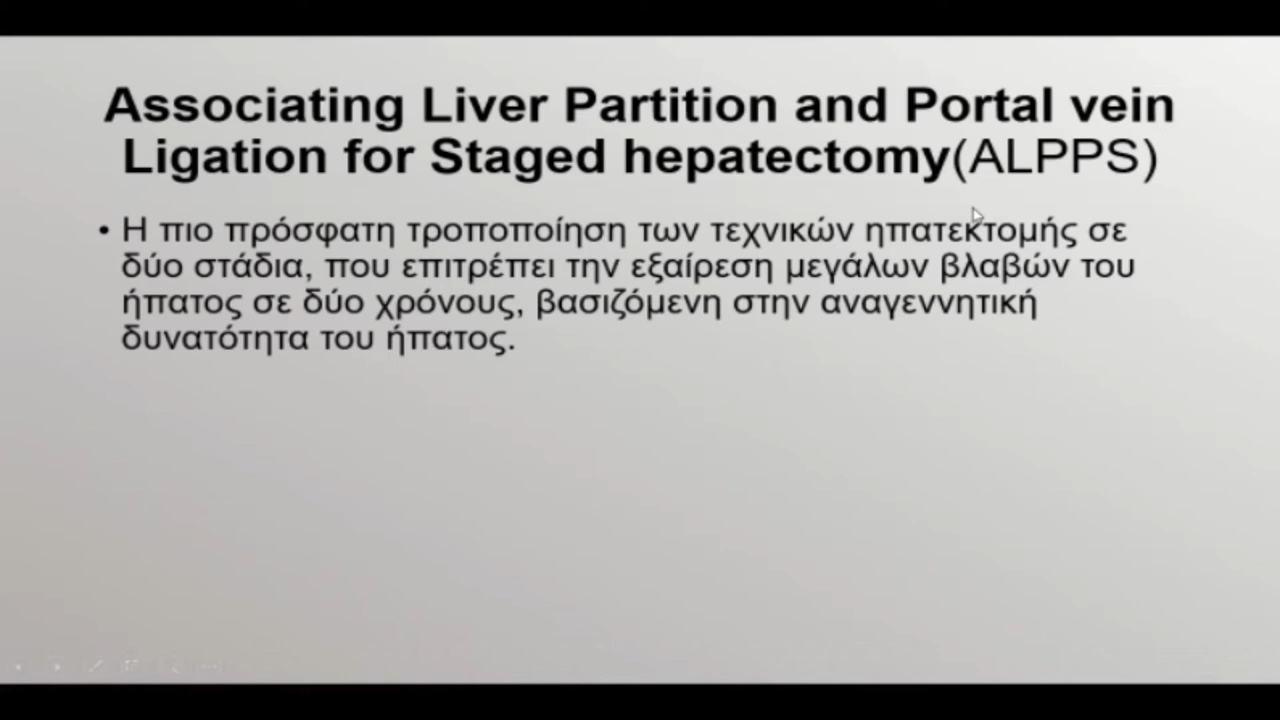 Associating Liver Partition and Portal vein
Ligation for Staged hepatectomy(ALPPS)
• Η πιο πρόσφατη τροποποίηση των τεχνικών ηπατεκτομής σε
δύο στάδια, που επιτρέπει την εξαίρεση μεγάλων βλαβών του
ήπατος σε δύο χρόνους, βασιζόμενη στην αναγεννητική
δυνατότητα του ήπατος.